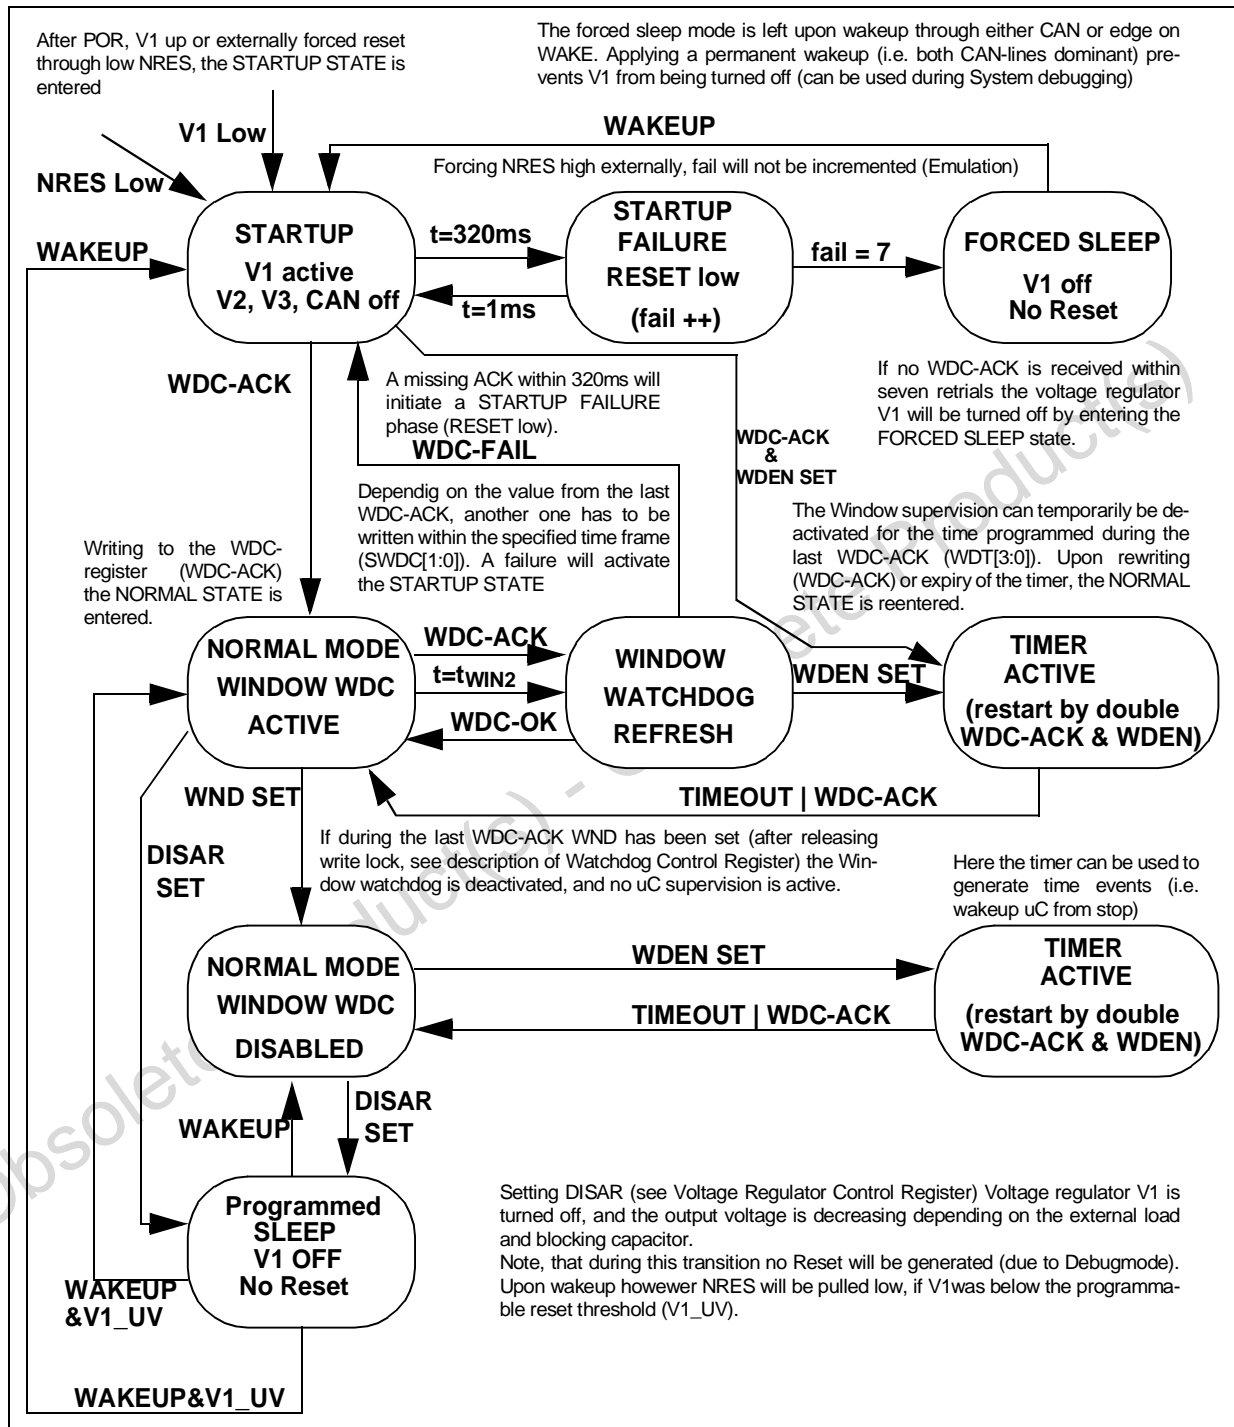 After POR, V1 up or externally forced reset
through low NRES, the STARTUP STATE is
entered
The forced sleep mode is left upon wakeup through either CAN or edge on
WAKE. Applying a permanent wakeup (i.e. both CAN-lines dominant) pre-
vents V1 from being turned off (can be used during System debugging)
V1 Low
WAKEUP
NRES Low
Forcing NRES high externally, fail will not be incremented (Emulation)
WAKEUP
STARTUP
V1 active
V2, V3, CAN off
t=320ms
t=1ms
STARTUP
FAILURE
RESET low
(fail ++)
fail = 7
FORCED SLEEP
V1 off
No Reset
WDC-ACK
A missing ACK within 320ms will
initiate a STARTUP FAILURE
phase (RESET low).
WDC-FAIL
WDC-ACK
&
WDEN SET
If no WDC-ACK is received within
seven retrials the voltage regulator
V1 will be turned off by entering the
FORCED SLEEP state.
Dependig on the value from the last
WDC-ACK, another one has to be
written within the specified time frame
(SWDC[1:0]). A failure will activate
the STARTUP STATE
The Window supervision can temporarily be de-
activated for the time programmed during the
last WDC-ACK (WDT[3:0]). Upon rewriting
(WDC-ACK) or expiry of the timer, the NORMAL
STATE is reentered.
Writing to the WDC-
register (WDC-ACK)
the NORMAL STATE is
entered.
NORMAL MODE
WINDOW WDC
ACTIVE
WDC-ACK
t=tWIN2
WDC-OK
WINDOW
WATCHDOG
REFRESH
WDEN SET
TIMER
ACTIVE
(restart by double
WDC-ACK & WDEN)
WND SET
TIMEOUT | WDC-ACK
DISAR
SET
If during the last WDC-ACK WND has been set (after releasing
write lock, see description of Watchdog Control Register) the Win-
dow watchdog is deactivated, and no uC supervision is active.
Here the timer can be used to
generate time events (i.e.
wakeup uC from stop)
NORMAL MODE
WINDOW WDC
DISABLED
WDEN SET
TIMEOUT | WDC-ACK
TIMER
ACTIVE
(restart by double
WDC-ACK & WDEN)
WAKEUP
DISAR
SET
Programmed
SLEEP
V1 OFF
No Reset
WAKEUP
&V1_UV
Setting DISAR (see Voltage Regulator Control Register) Voltage regulator V1 is
turned off, and the output voltage is decreasing depending on the external load
and blocking capacitor.
Note, that during this transition no Reset will be generated (due to Debugmode).
Upon wakeup howewer NRES will be pulled low, if V1was below the programma-
ble reset threshold (V1_UV).
WAKEUP&V1_UV
Obsolete Product(s) - Obsolete Product(s)